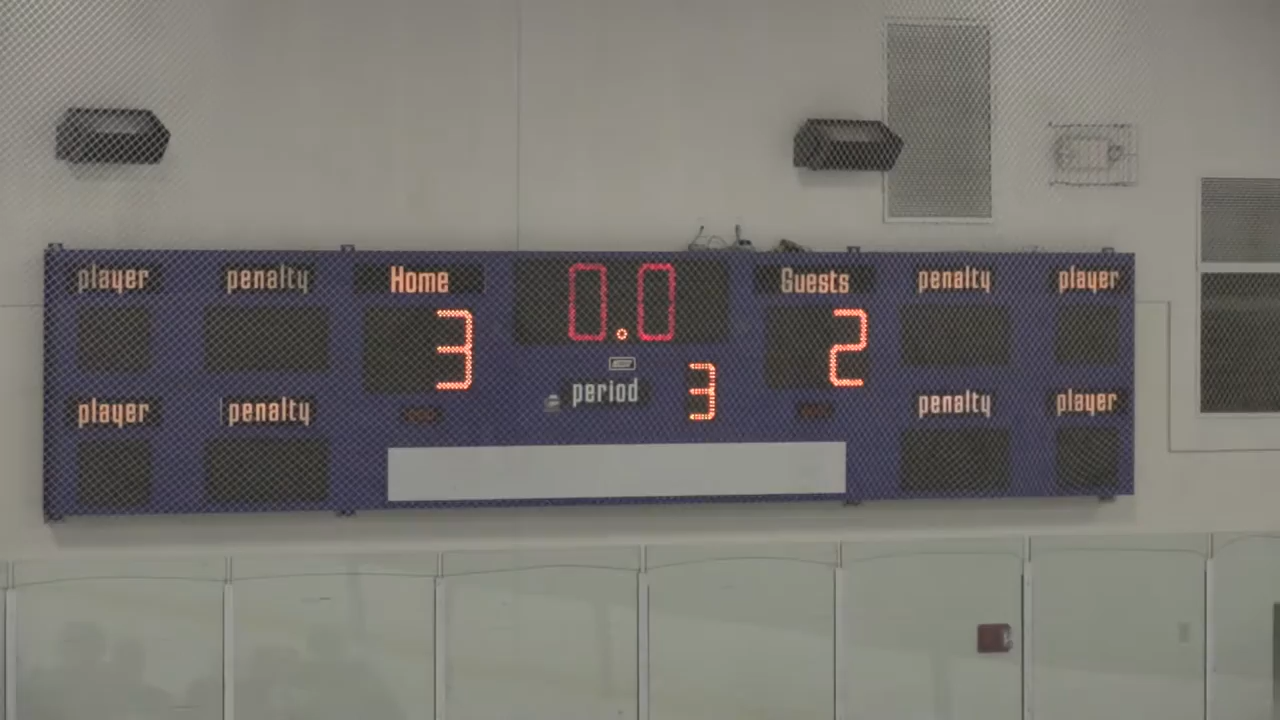 player penalty Home 0.0 Guests penalty player
3 2
period 3
player penalty penalty player